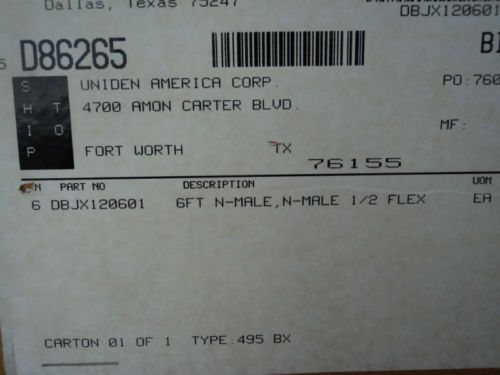 Dallas, Texas 75247
DBJX120601
D86265
UNIDEN AMERICA CORP.
PO:760
SHIP TO
4700 AMON CARTER BLVD.
MF:
FORT WORTH TX
76155
N PART NO DESCRIPTION UOM
6 DBJX120601 6FT N-MALE,N-MALE 1/2 FLEX EA
CARTON 01 OF 1 TYPE:495 BX